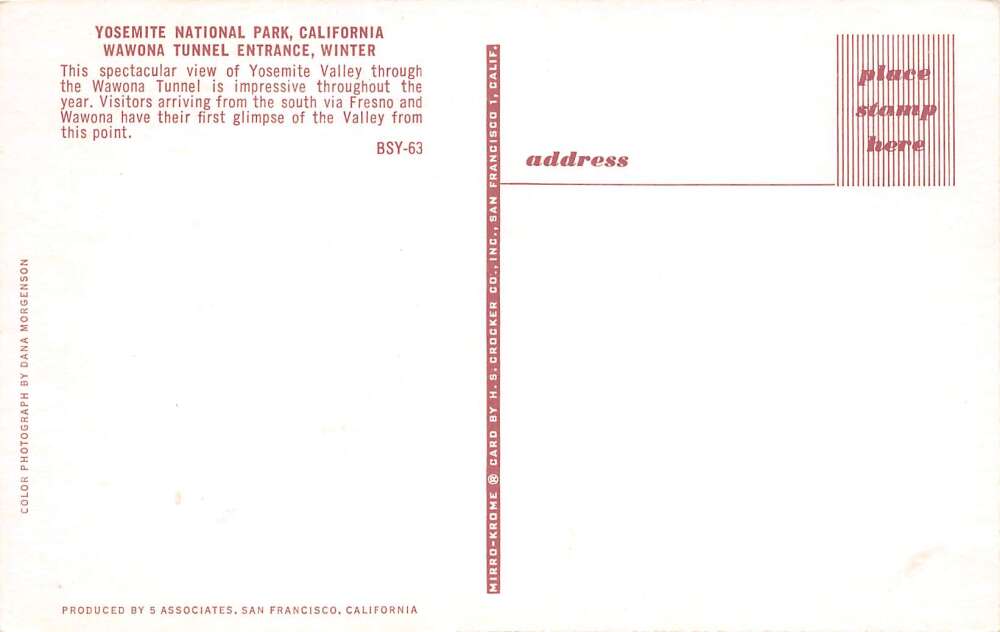 YOSEMITE NATIONAL PARK, CALIFORNIA
WAWONA TUNNEL ENTRANCE, WINTER
This spectacular view of Yosemite Valley through
the Wawona Tunnel is impressive throughout the
year. Visitors arriving from the south via Fresno and
Wawona have their first glimpse of the Valley from
this point.
BSY-63
COLOR PHOTOGRAPH BY DANA MORGENSON
PRODUCED BY 5 ASSOCIATES, SAN FRANCISCO, CALIFORNIA
MIRRO-KROME ® CARD BY H. S. CROCKER CO., INC., SAN FRANCISCO 1, CALIF.
address
place
stamp
here